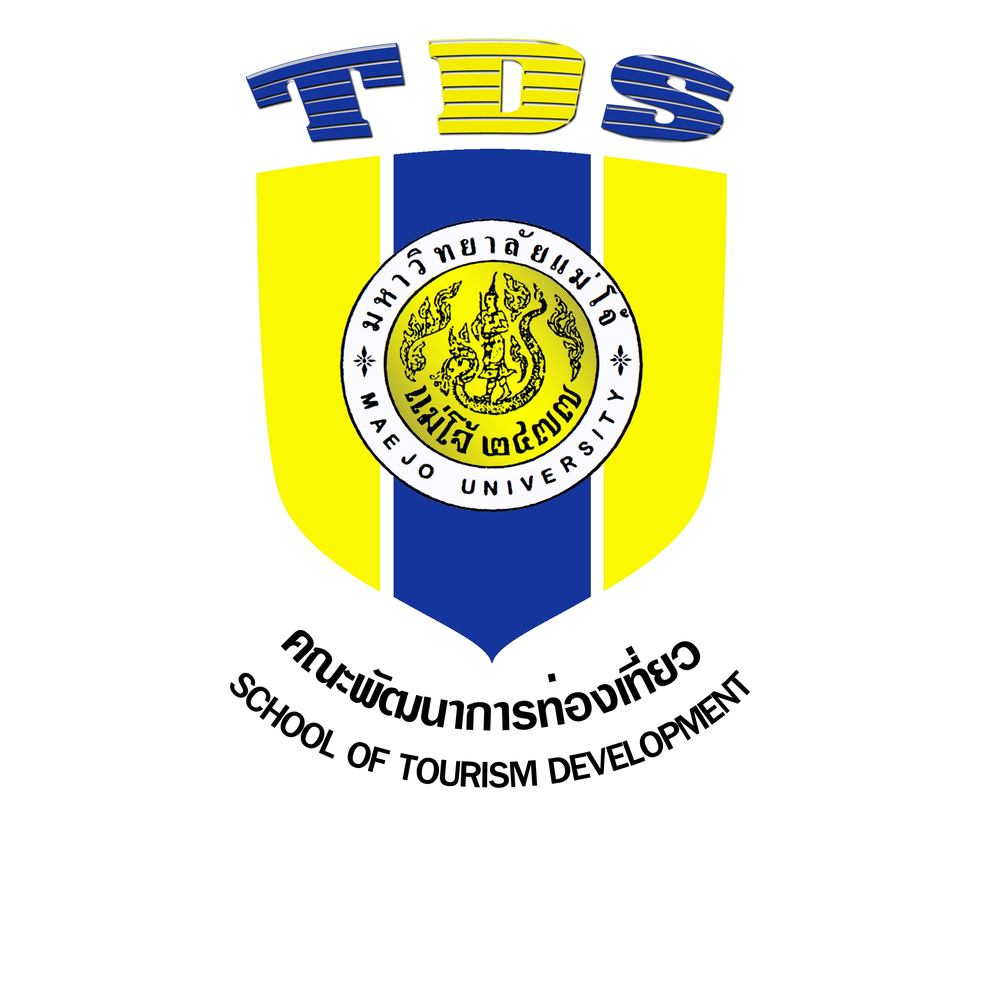 TDS
มหาวิทยาลัยแม่โจ้
แม่โจ้ ๒๔๗๗
MAEJO UNIVERSITY
คณะพัฒนาการท่องเที่ยว
SCHOOL OF TOURISM DEVELOPMENT